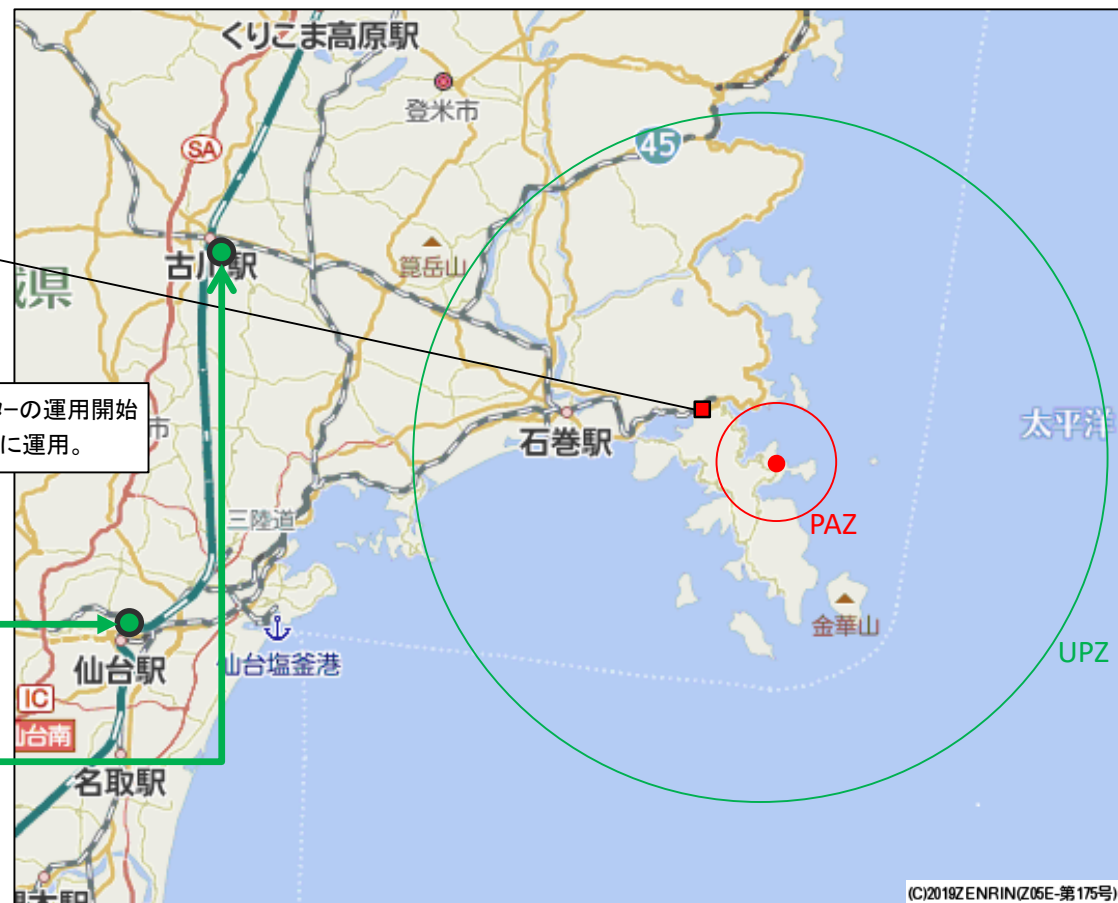 くりこま高原駅
登米市
SA
45
古川駅
箟岳山
県
の運用開始
に運用。
市
石巻駅
太平洋
PAZ
三陸道
金華山
仙台駅
仙台塩釜港
UPZ
IC
台南
名取駅
(C)2019ZENRIN(Z05E-第175号)